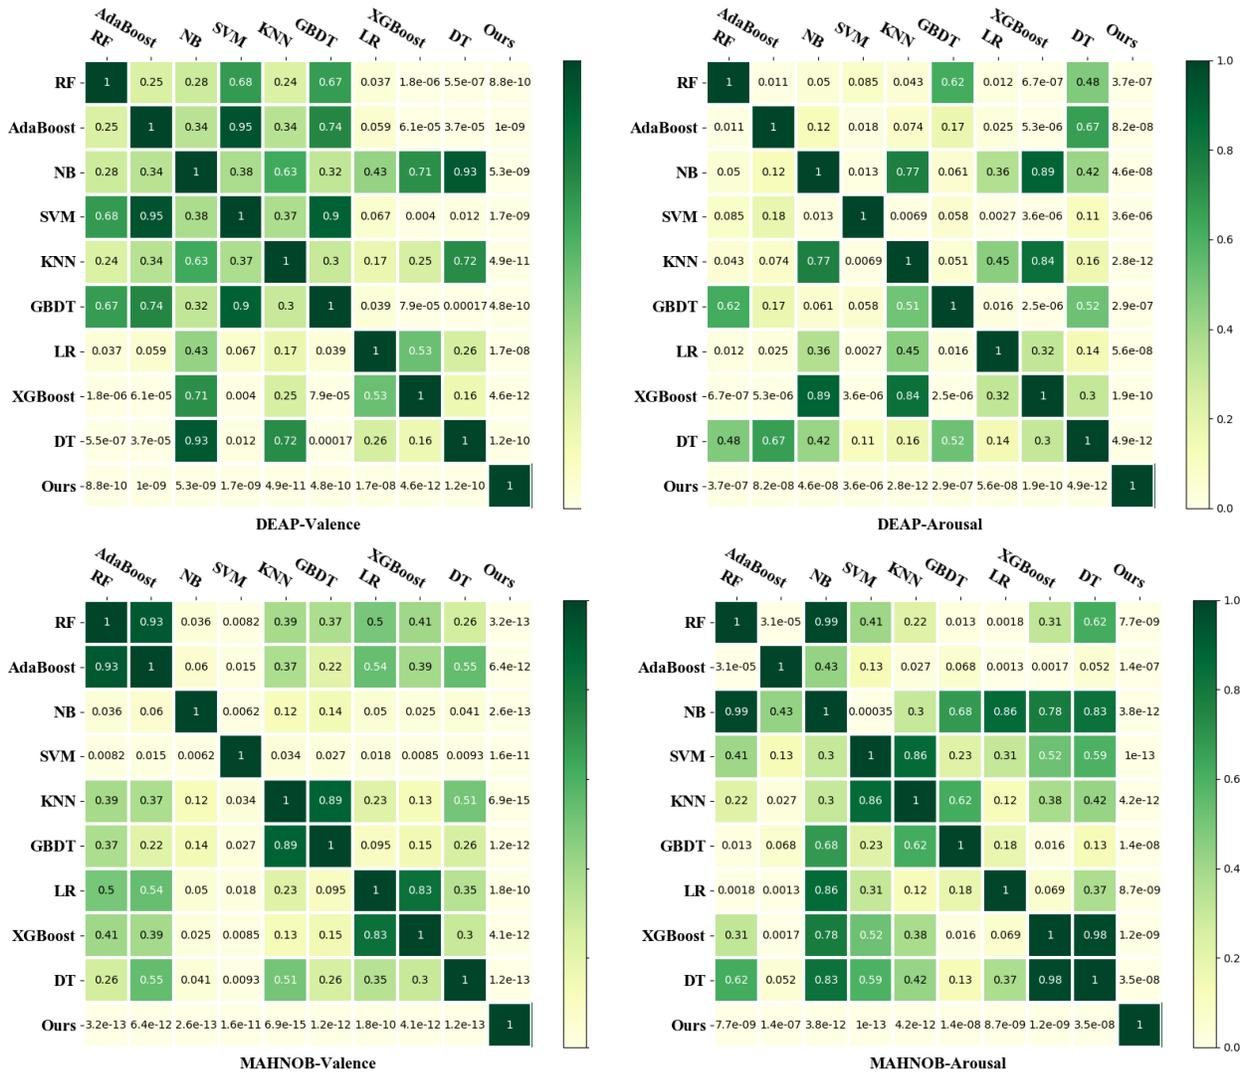 RF AdaBoost NB SVM KNN GBDT LR XGBoost DT Ours
RF 1 0.25 0.28 0.68 0.24 0.67 0.037 1.8e-06 5.5e-07 8.8e-10
AdaBoost 0.25 1 0.34 0.95 0.34 0.74 0.059 6.1e-05 3.7e-05 1e-09
NB 0.28 0.34 1 0.38 0.63 0.32 0.43 0.71 0.93 5.3e-09
SVM 0.68 0.95 0.38 1 0.37 0.9 0.067 0.004 0.012 1.7e-09
KNN 0.24 0.34 0.63 0.37 1 0.3 0.17 0.25 0.72 4.9e-11
GBDT 0.67 0.74 0.32 0.9 0.3 1 0.039 7.9e-05 0.00017 4.8e-10
LR 0.037 0.059 0.43 0.067 0.17 0.039 1 0.53 0.26 1.7e-08
XGBoost 1.8e-06 6.1e-05 0.71 0.004 0.25 7.9e-05 0.53 1 0.16 4.6e-12
DT 5.5e-07 3.7e-05 0.93 0.012 0.72 0.00017 0.26 0.16 1 1.2e-10
Ours 8.8e-10 1e-09 5.3e-09 1.7e-09 4.9e-11 4.8e-10 1.7e-08 4.6e-12 1.2e-10 1
DEAP-Valence
RF AdaBoost NB SVM KNN GBDT LR XGBoost DT Ours
RF 1 0.011 0.05 0.085 0.043 0.62 0.012 6.7e-07 0.48 3.7e-07
AdaBoost 0.011 1 0.12 0.018 0.074 0.17 0.025 5.3e-06 0.67 8.2e-08
NB 0.05 0.12 1 0.013 0.77 0.061 0.36 0.89 0.42 4.6e-08
SVM 0.085 0.18 0.013 1 0.0069 0.058 0.0027 3.6e-06 0.11 3.6e-06
KNN 0.043 0.074 0.77 0.0069 1 0.051 0.45 0.84 0.16 2.8e-12
GBDT 0.62 0.17 0.061 0.058 0.51 1 0.016 2.5e-06 0.52 2.9e-07
LR 0.012 0.025 0.36 0.0027 0.45 0.016 1 0.32 0.14 5.6e-08
XGBoost 6.7e-07 5.3e-06 0.89 3.6e-06 0.84 2.5e-06 0.32 1 0.3 1.9e-10
DT 0.48 0.67 0.42 0.11 0.16 0.52 0.14 0.3 1 4.9e-12
Ours 3.7e-07 8.2e-08 4.6e-08 3.6e-06 2.8e-12 2.9e-07 5.6e-08 1.9e-10 4.9e-12 1
DEAP-Arousal
1.0
0.8
0.6
0.4
0.2
0.0
RF AdaBoost NB SVM KNN GBDT LR XGBoost DT Ours
RF 1 0.93 0.036 0.0082 0.39 0.37 0.5 0.41 0.26 3.2e-13
AdaBoost 0.93 1 0.06 0.015 0.37 0.22 0.54 0.39 0.55 6.4e-12
NB 0.036 0.06 1 0.0062 0.12 0.14 0.05 0.025 0.041 2.6e-13
SVM 0.0082 0.015 0.0062 1 0.034 0.027 0.018 0.0085 0.0093 1.6e-11
KNN 0.39 0.37 0.12 0.034 1 0.89 0.23 0.13 0.51 6.9e-15
GBDT 0.37 0.22 0.14 0.027 0.89 1 0.095 0.15 0.26 1.2e-12
LR 0.5 0.54 0.05 0.018 0.23 0.095 1 0.83 0.35 1.8e-10
XGBoost 0.41 0.39 0.025 0.0085 0.13 0.15 0.83 1 0.3 4.1e-12
DT 0.26 0.55 0.041 0.0093 0.51 0.26 0.35 0.3 1 1.2e-13
Ours 3.2e-13 6.4e-12 2.6e-13 1.6e-11 6.9e-15 1.2e-12 1.8e-10 4.1e-12 1.2e-13 1
MAHNOB-Valence
RF AdaBoost NB SVM KNN GBDT LR XGBoost DT Ours
RF 1 3.1e-05 0.99 0.41 0.22 0.013 0.0018 0.31 0.62 7.7e-09
AdaBoost 3.1e-05 1 0.43 0.13 0.027 0.068 0.0013 0.0017 0.052 1.4e-07
NB 0.99 0.43 1 0.00035 0.3 0.68 0.86 0.78 0.83 3.8e-12
SVM 0.41 0.13 0.3 1 0.86 0.23 0.31 0.52 0.59 1e-13
KNN 0.22 0.027 0.3 0.86 1 0.62 0.12 0.38 0.42 4.2e-12
GBDT 0.013 0.068 0.68 0.23 0.62 1 0.18 0.016 0.13 1.4e-08
LR 0.0018 0.0013 0.86 0.31 0.12 0.18 1 0.069 0.37 8.7e-09
XGBoost 0.31 0.0017 0.78 0.52 0.38 0.016 0.069 1 0.98 1.2e-09
DT 0.62 0.052 0.83 0.59 0.42 0.13 0.37 0.98 1 3.5e-08
Ours 7.7e-09 1.4e-07 3.8e-12 1e-13 4.2e-12 1.4e-08 8.7e-09 1.2e-09 3.5e-08 1
MAHNOB-Arousal
1.0
0.8
0.6
0.4
0.2
0.0